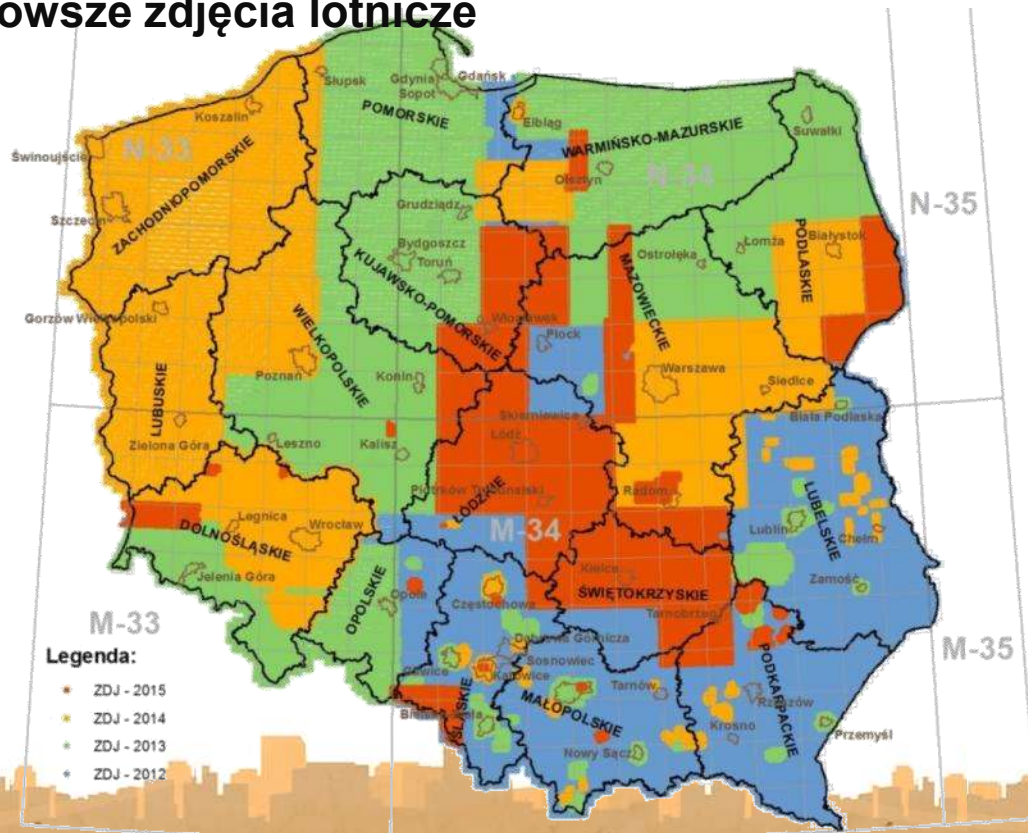 owsze zdjęcia lotnicze
Słupsk
Gdynia
Gdańsk
Sopot
Koszalin
POMORSKIE
Elbląg
WARMIŃSKO-MAZURSKIE
Suwałki
Świnoujście
N-33
Olsztyn
N-34
ZACHODNIOPOMORSKIE
Szczecin
Grudziądz
N-35
Bydgoszcz
Toruń
KUJAWSKO-POMORSKIE
Ostrołęka
MAZOWIECKIE
Łomża
PODLASKIE
Białystok
Gorzów Wielkopolski
WIELKOPOLSKIE
Włocławek
Płock
Poznań
Konin
Warszawa
Siedlce
LUBUSKIE
Skierniewice
Biała Podlaska
Zielona Góra
Leszno
Kalisz
Łódź
Piotrków Trybunalski
ŁÓDZKIE
Radom
LUBELSKIE
Legnica
Wrocław
DOLNOŚLĄSKIE
M-34
Lublin
Chełm
Jelenia Góra
OPOLSKIE
Opole
Kielce
ŚWIĘTOKRZYSKIE
Zamość
Częstochowa
Tarnobrzeg
M-33
Dąbrowa Górnicza
M-35
Legenda:
Gliwice
Sosnowiec
Katowice
ZDJ - 2015
Bielsko-Biała
ŚLĄSKIE
MAŁOPOLSKIE
Tarnów
Rzeszów
PODKARPACKIE
ZDJ - 2014
Krosno
Przemyśl
ZDJ - 2013
Nowy Sącz
ZDJ - 2012